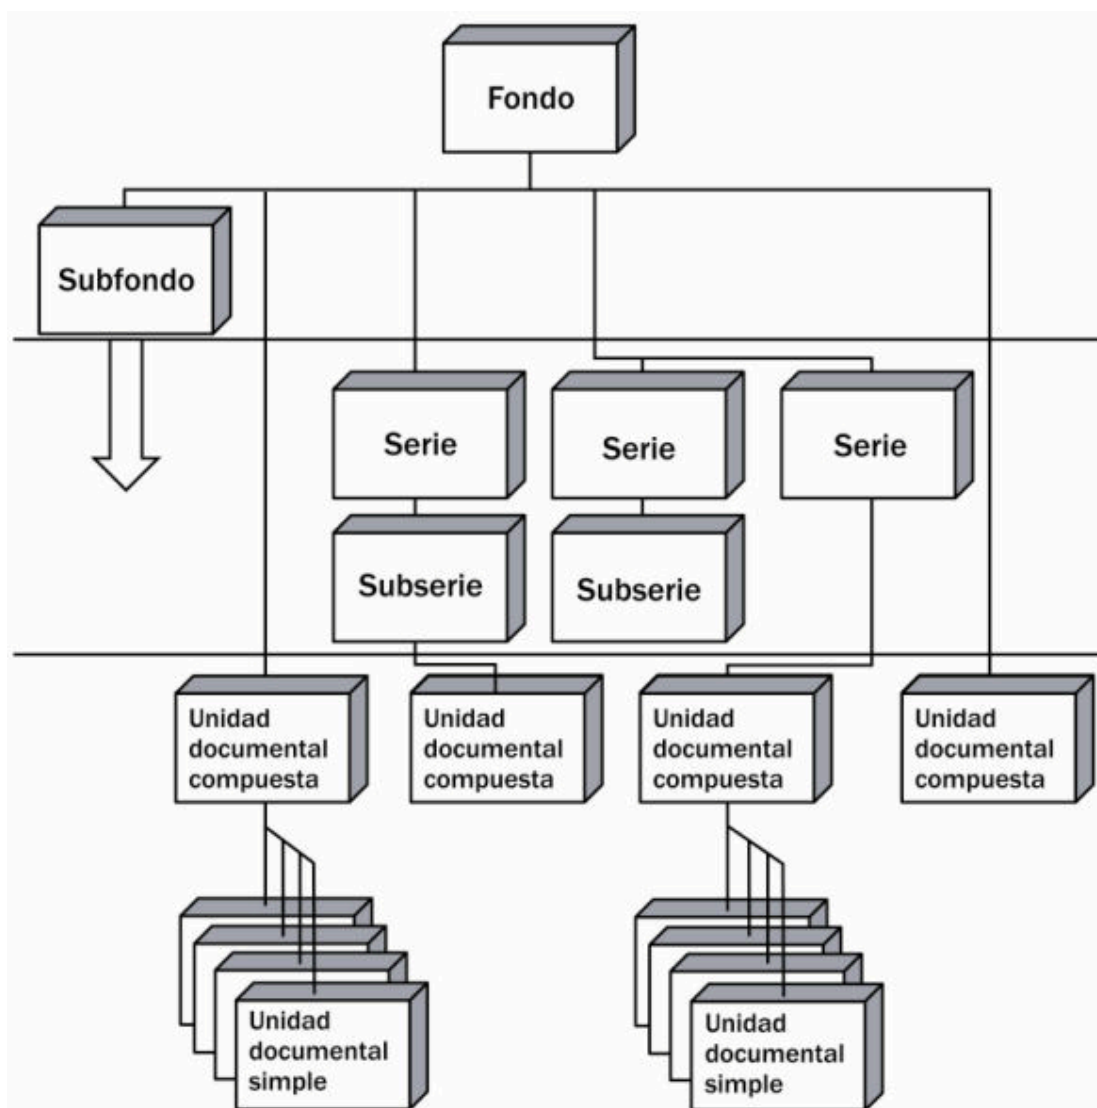 Fondo
Subfondo
Serie
Serie
Serie
Subserie
Subserie
Unidad
documental
compuesta
Unidad
documental
compuesta
Unidad
documental
compuesta
Unidad
documental
compuesta
Unidad
documental
simple
Unidad
documental
simple